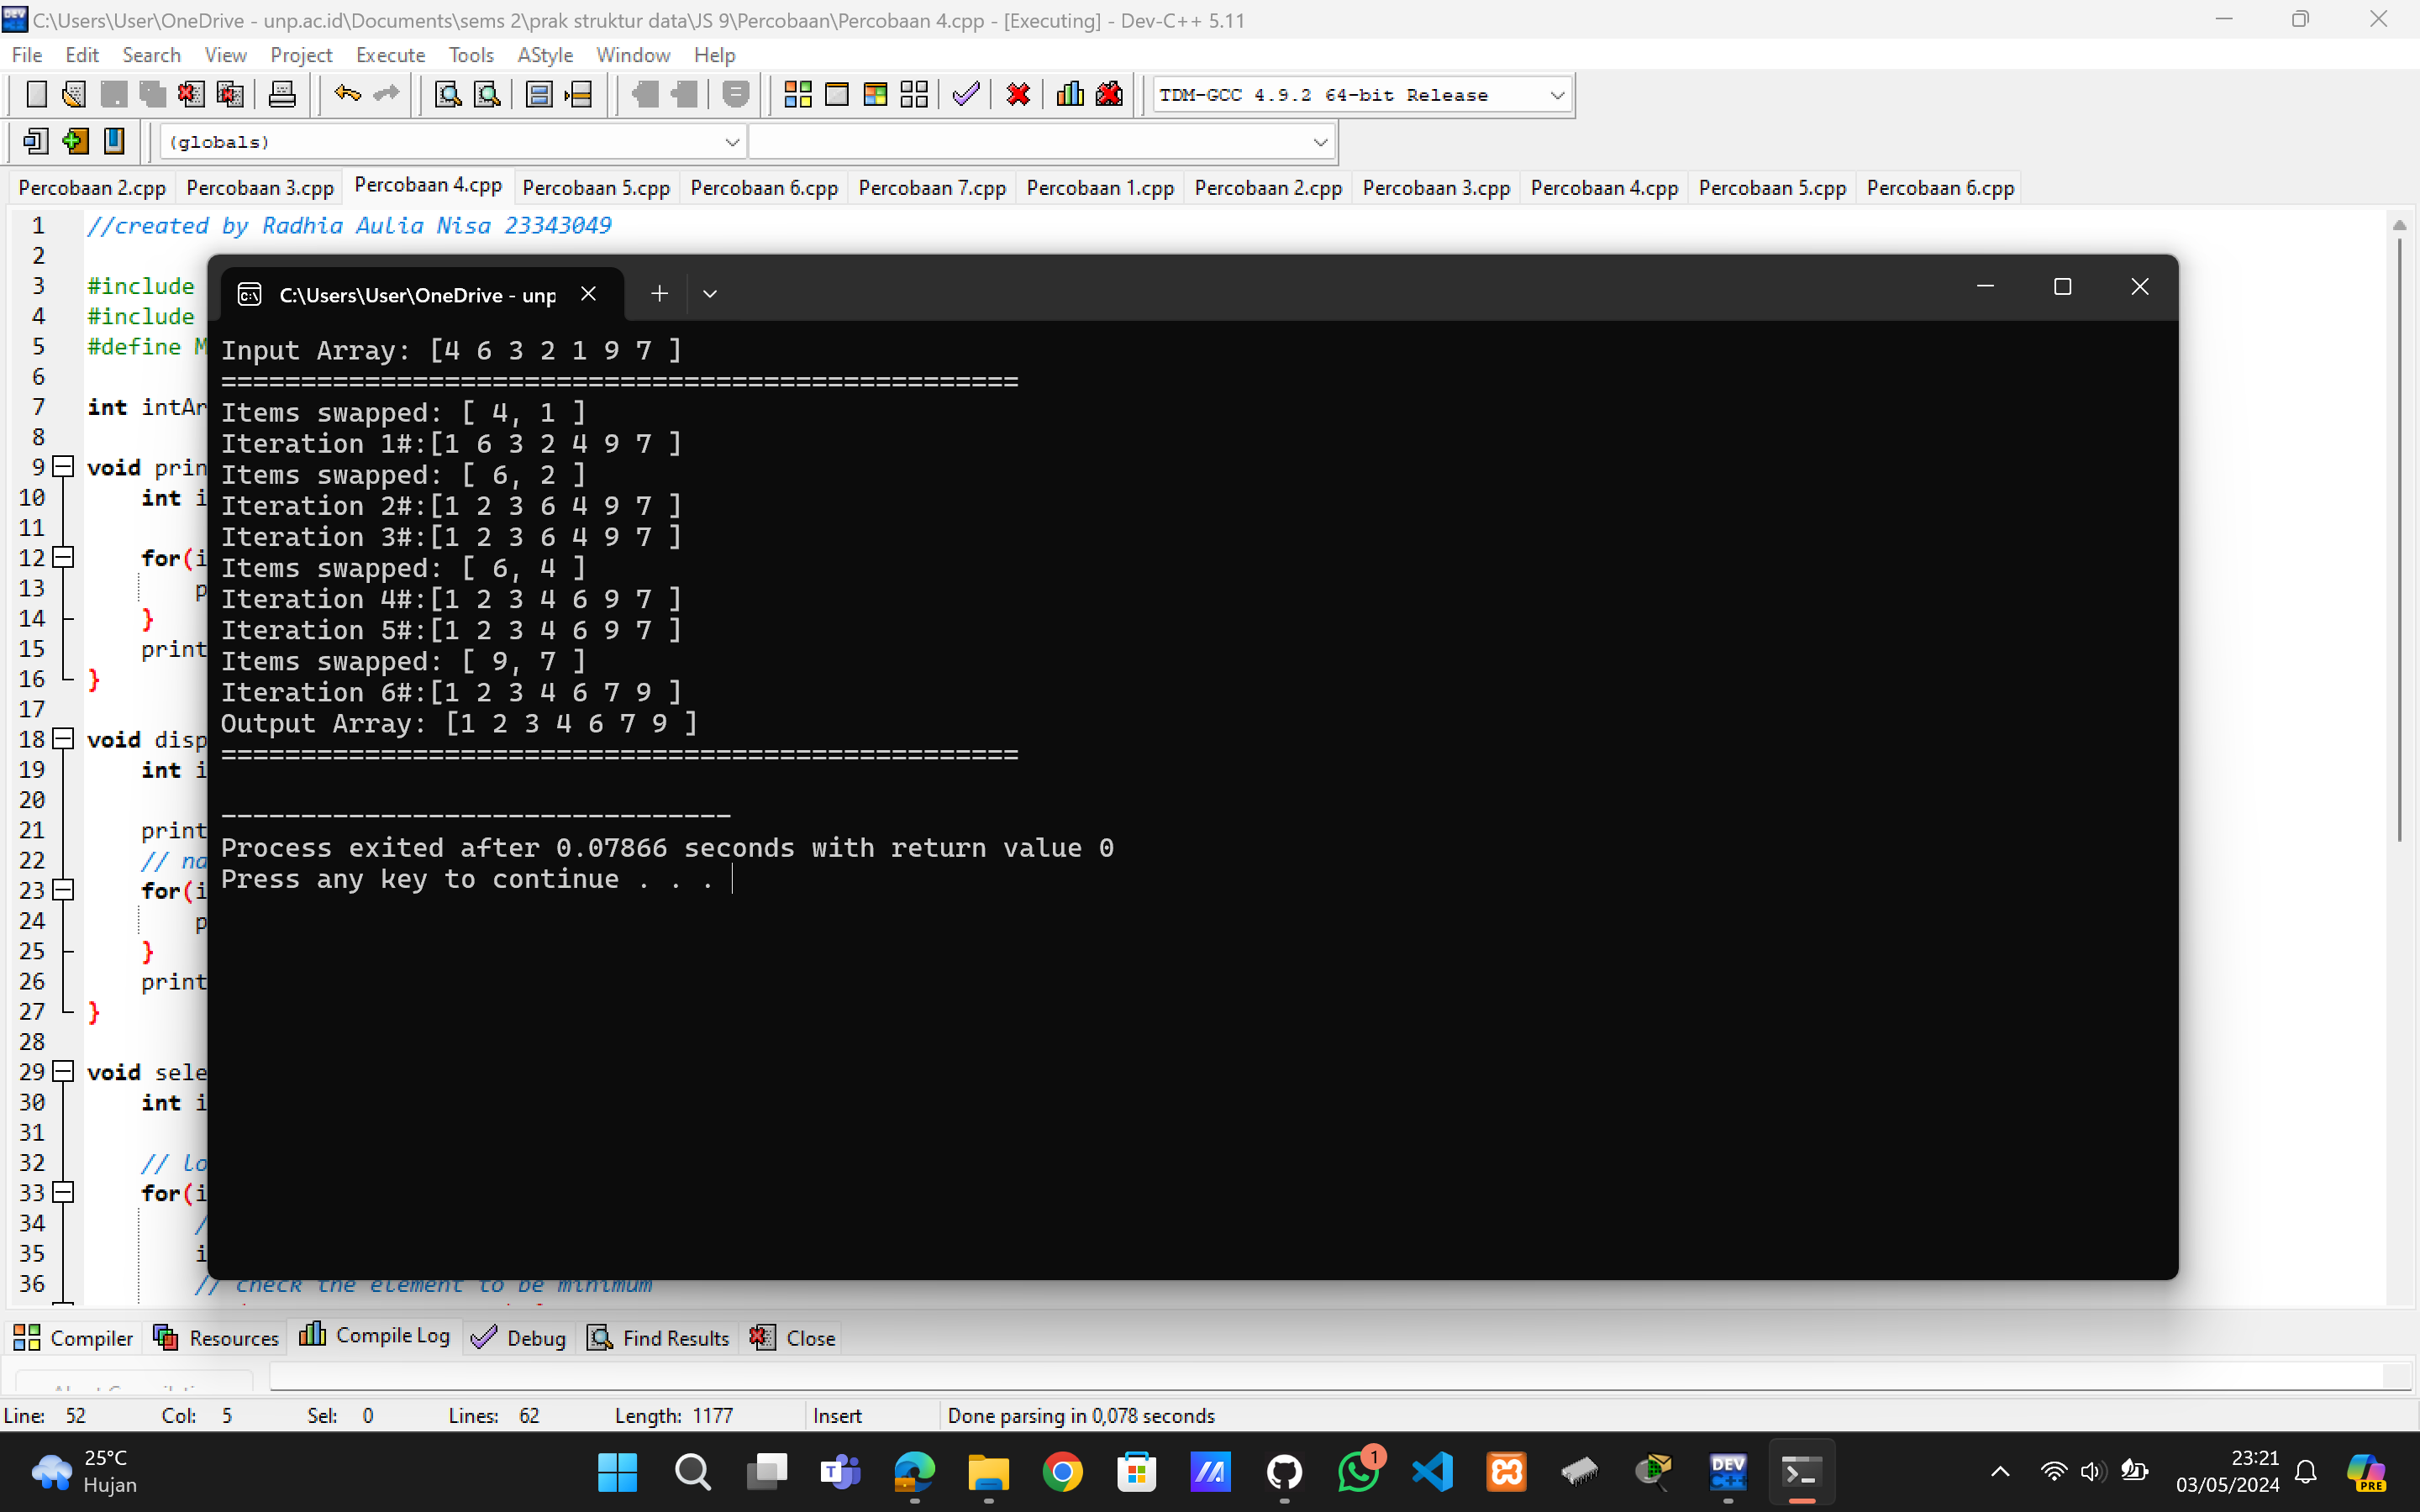 C:\Users\User\OneDrive - unp.ac.id\Documents\sems 2\prak struktur data\JS 9\Percobaan\Percobaan 4.cpp - [Executing] - Dev-C++ 5.11
File Edit Search View Project Execute Tools AStyle Window Help
TDM-GCC 4.9.2 64-bit Release
(globals)
Percobaan 2.cpp Percobaan 3.cpp Percobaan 4.cpp Percobaan 5.cpp Percobaan 6.cpp Percobaan 7.cpp Percobaan 1.cpp Percobaan 2.cpp Percobaan 3.cpp Percobaan 4.cpp Percobaan 5.cpp Percobaan 6.cpp
1 //created by Radhia Aulia Nisa 23343049
2
3 #include
4 #include
5 #define M
6
7 int intAr
8
9 void prin
10 int i
11
12 for(i
13 p
14 }
15 print
16 }
17
18 void disp
19 int i
20
21 print
22 // na
23 for(i
24 p
25 }
26 print
27 }
28
29 void sele
30 int i
31
32 // lo
33 for(i
34 /
35 i
36 // check the element to be minimum
C:\Users\User\OneDrive - unp
Input Array: [4 6 3 2 1 9 7 ]
==================================================
Items swapped: [ 4, 1 ]
Iteration 1#:[1 6 3 2 4 9 7 ]
Items swapped: [ 6, 2 ]
Iteration 2#:[1 2 3 6 4 9 7 ]
Iteration 3#:[1 2 3 6 4 9 7 ]
Items swapped: [ 6, 4 ]
Iteration 4#:[1 2 3 4 6 9 7 ]
Iteration 5#:[1 2 3 4 6 9 7 ]
Items swapped: [ 9, 7 ]
Iteration 6#:[1 2 3 4 6 7 9 ]
Output Array: [1 2 3 4 6 7 9 ]
==================================================
--------------------------------
Process exited after 0.07866 seconds with return value 0
Press any key to continue . . .
Compiler Resources Compile Log Debug Find Results Close
Line: 52 Col: 5 Sel: 0 Lines: 62 Length: 1177 Insert Done parsing in 0,078 seconds
25°C
Hujan
1
DEV
C++
23:21
03/05/2024
PRE